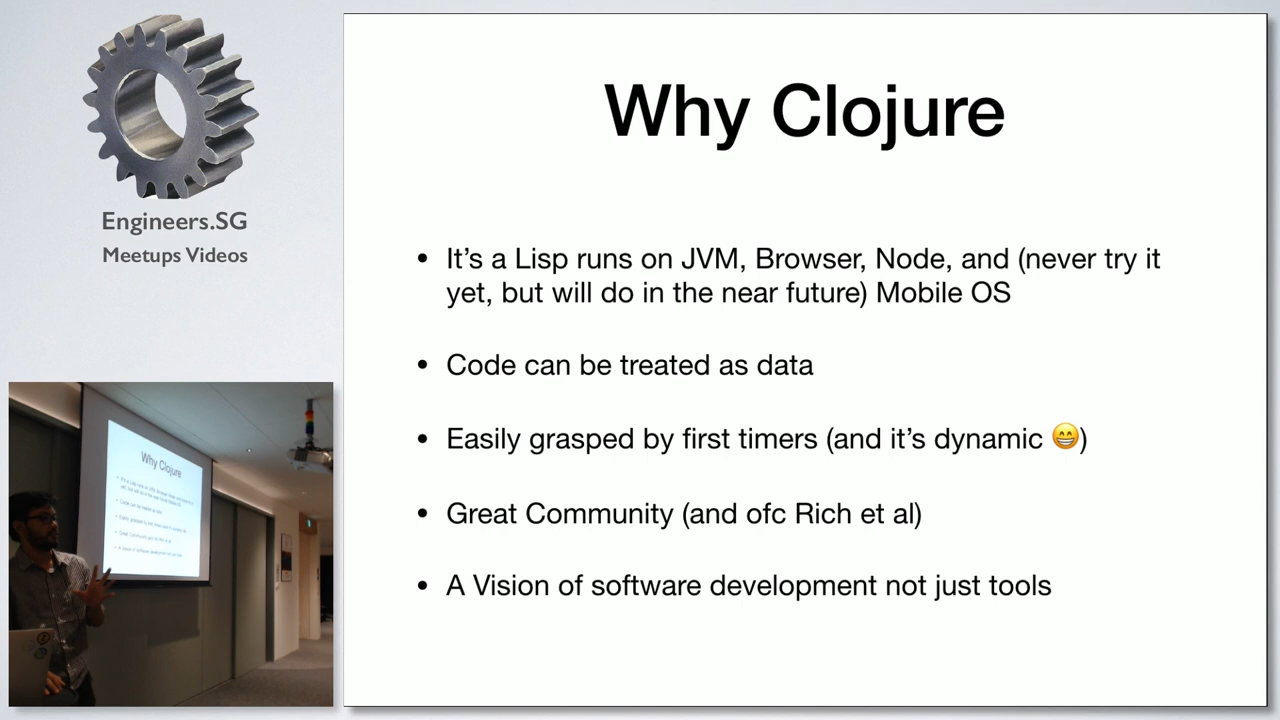 Engineers.SG
Meetups Videos
Why Clojure
• It's a Lisp runs on JVM, Browser, Node, and (never try it
yet, but will do in the near future) Mobile OS
• Code can be treated as data
• Easily grasped by first timers (and it's dynamic 😁)
• Great Community (and ofc Rich et al)
• A Vision of software development not just tools
Why Clojure